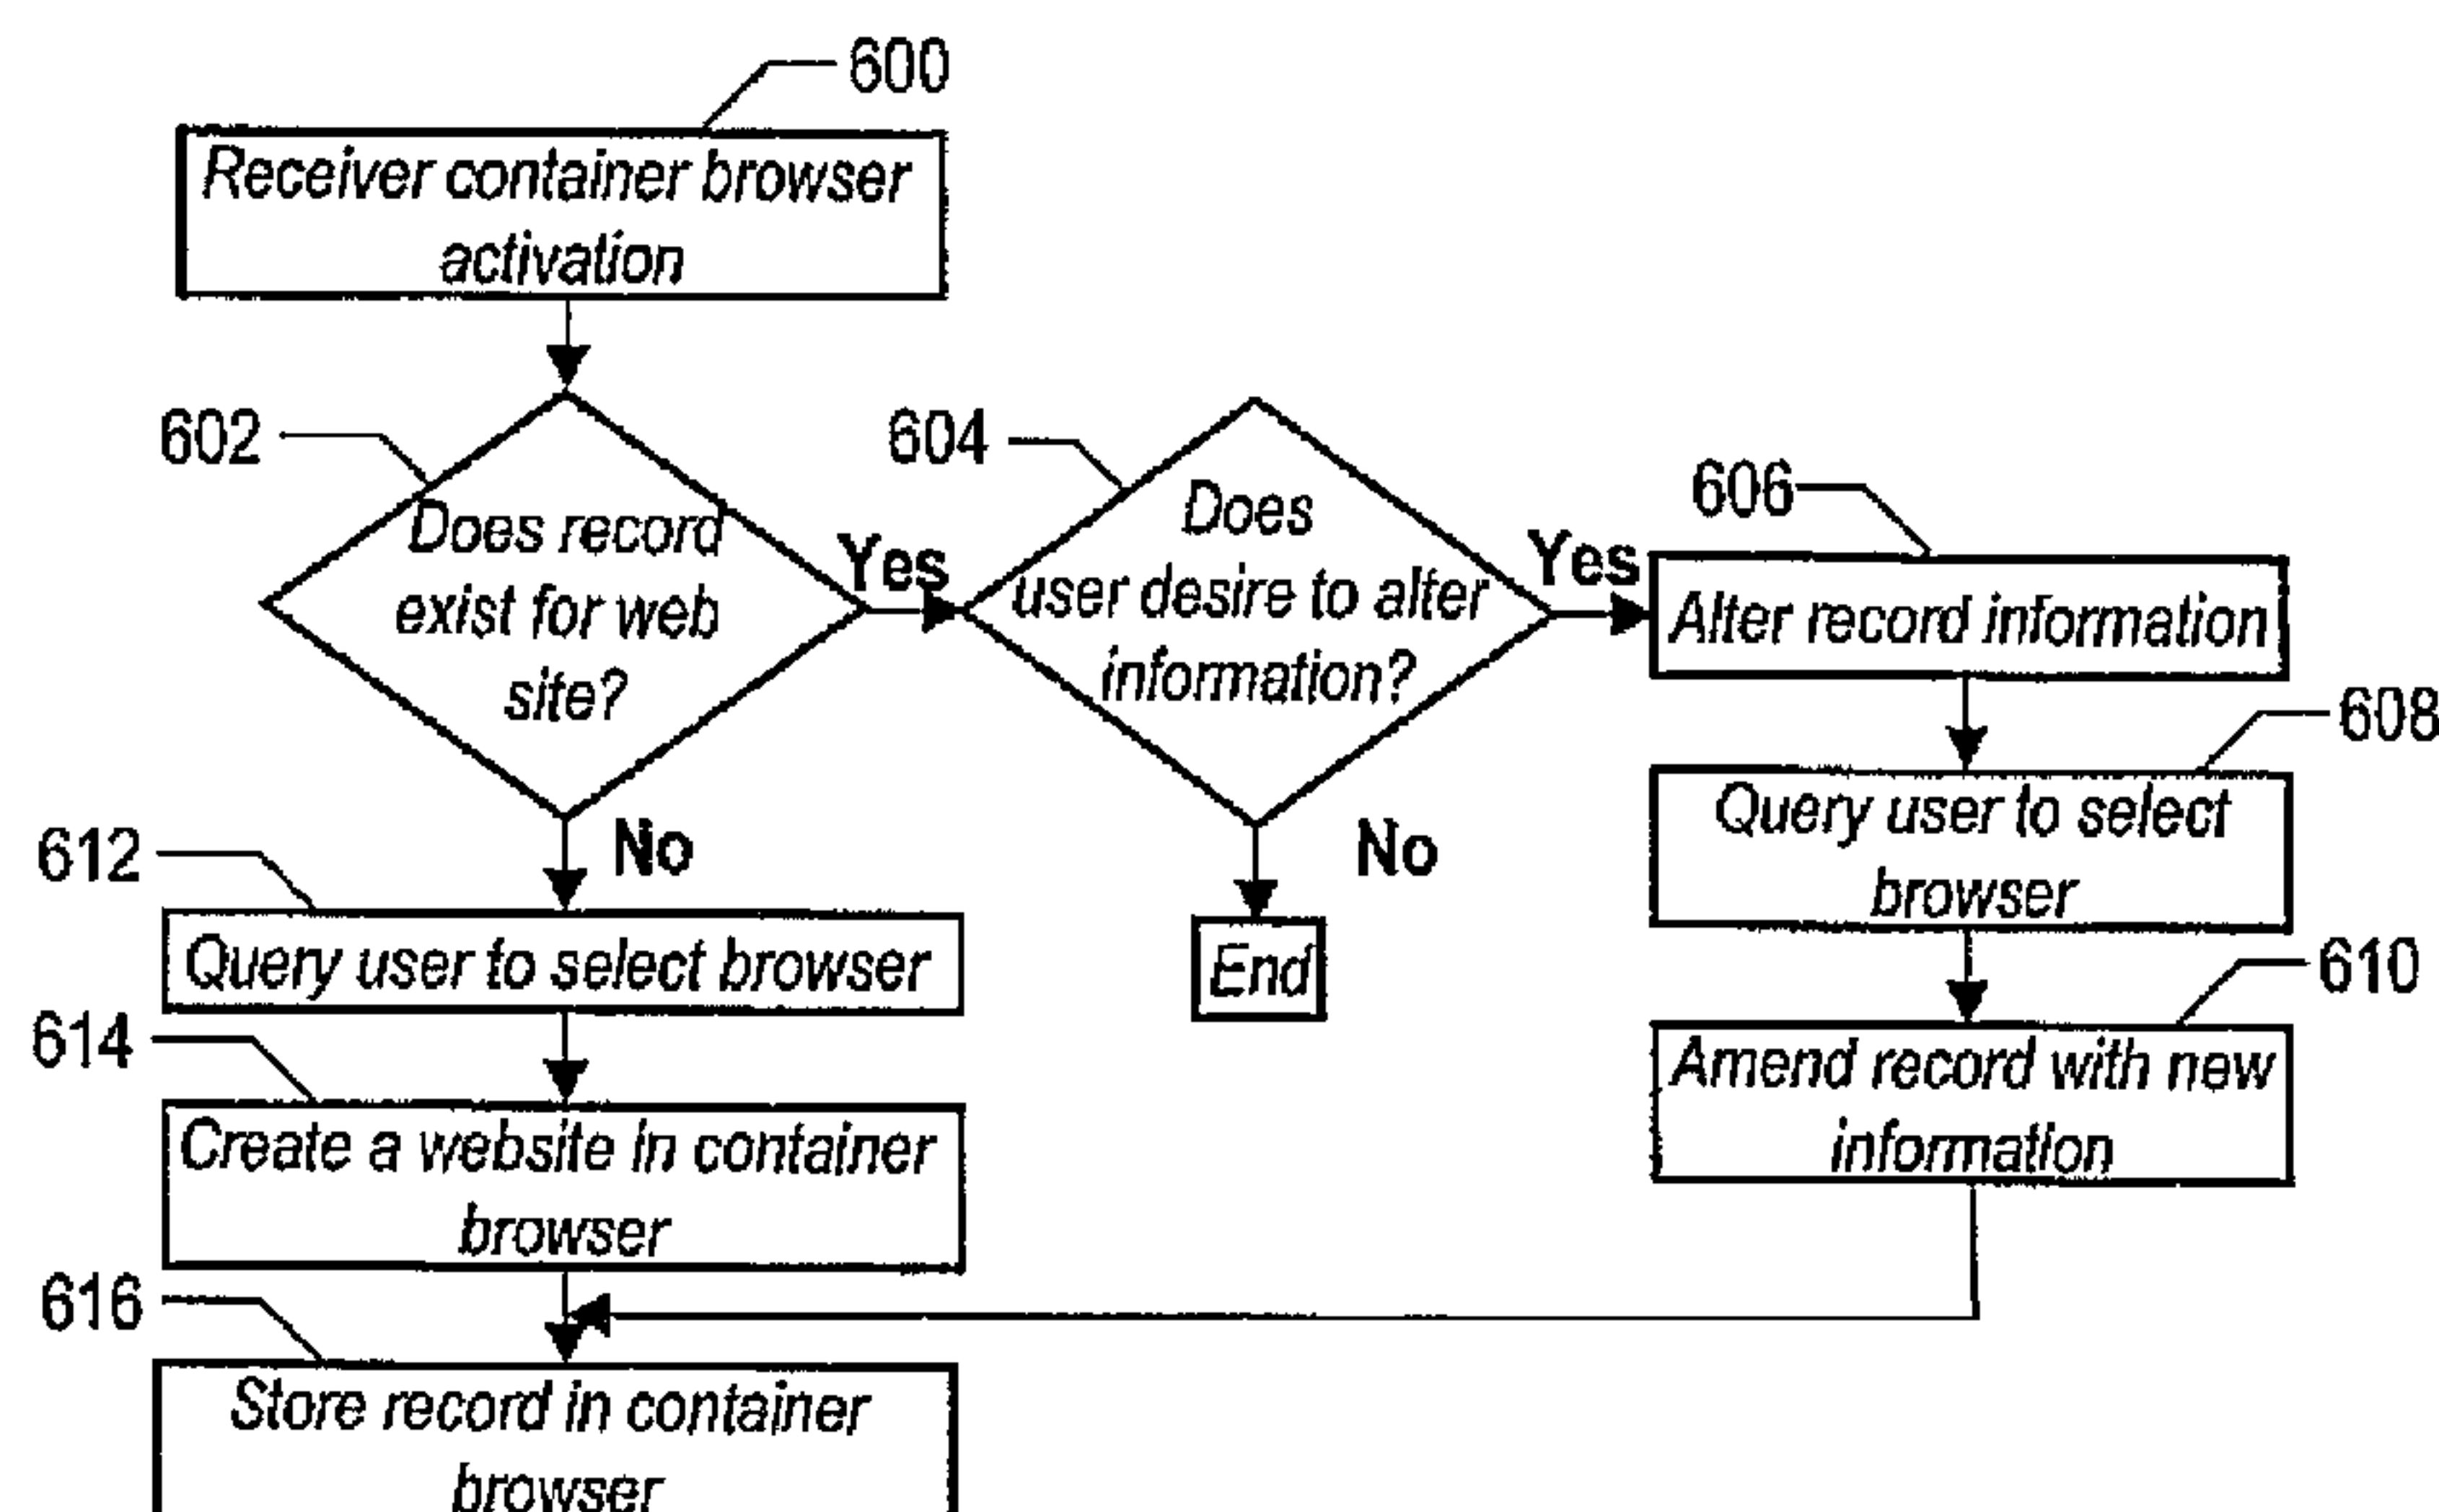 600
Receiver container browser
activation
602
Does record
exist for web
site?
Yes
604
Does
user desire to alter
information?
Yes
606
Alter record information
608
Query user to select
browser
610
Amend record with new
information
No
End
No
612
Query user to select browser
614
Create a website in container
browser
616
Store record in container
browser